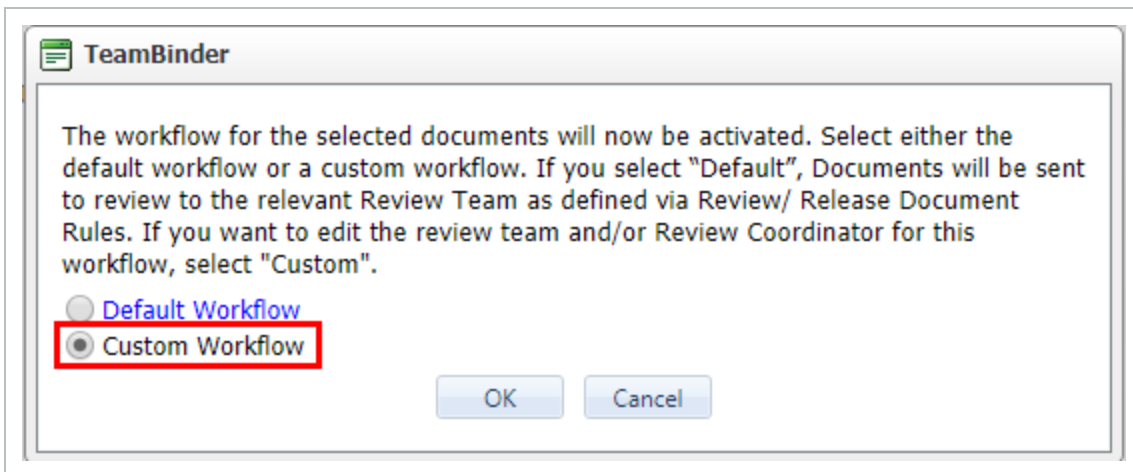 TeamBinder
The workflow for the selected documents will now be activated. Select either the
default workflow or a custom workflow. If you select “Default”, Documents will be sent
to review to the relevant Review Team as defined via Review/ Release Document
Rules. If you want to edit the review team and/or Review Coordinator for this
workflow, select "Custom".
Default Workflow
Custom Workflow
OK Cancel